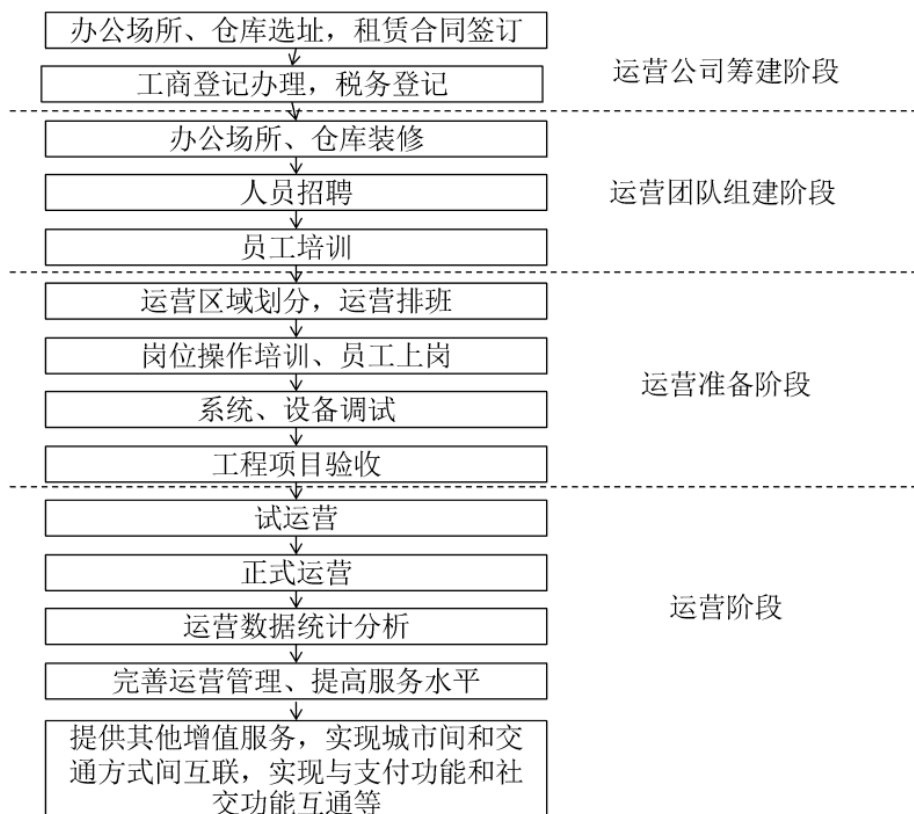 办公场所、仓库选址，租赁合同签订
工商登记办理，税务登记
运营公司筹建阶段
办公场所、仓库装修
人员招聘
运营团队组建阶段
员工培训
运营区域划分，运营排班
岗位操作培训、员工上岗
运营准备阶段
系统、设备调试
工程项目验收
试运营
正式运营
运营阶段
运营数据统计分析
完善运营管理、提高服务水平
提供其他增值服务，实现城市间和交
通方式间互联，实现与支付功能和社
交功能互通等